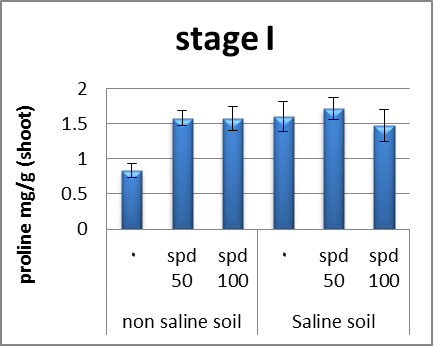 stage I
proline mg/g (shoot)
2
1.5
1
0.5
0
. spd spd . spd spd
50 100 50 100
non saline soil Saline soil